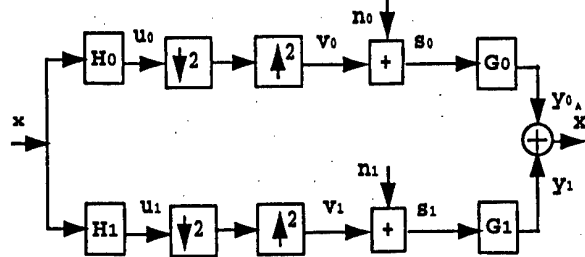 n₀
H₀ u₀ ↓2 ↑2 v₀ + s₀ G₀
y₀
x + x̂
n₁
y₁
H₁ u₁ ↓2 ↑2 v₁ + s₁ G₁